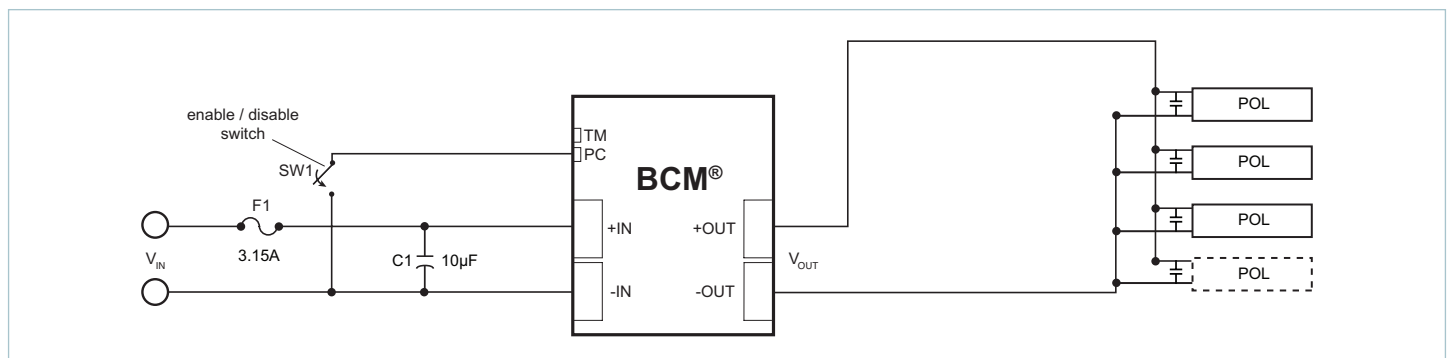 enable / disable
switch
SW1
F1
3.15A
V_IN
C1
10µF
TM
PC
BCM®
+IN
-IN
+OUT
-OUT
V_OUT
POL
POL
POL
POL